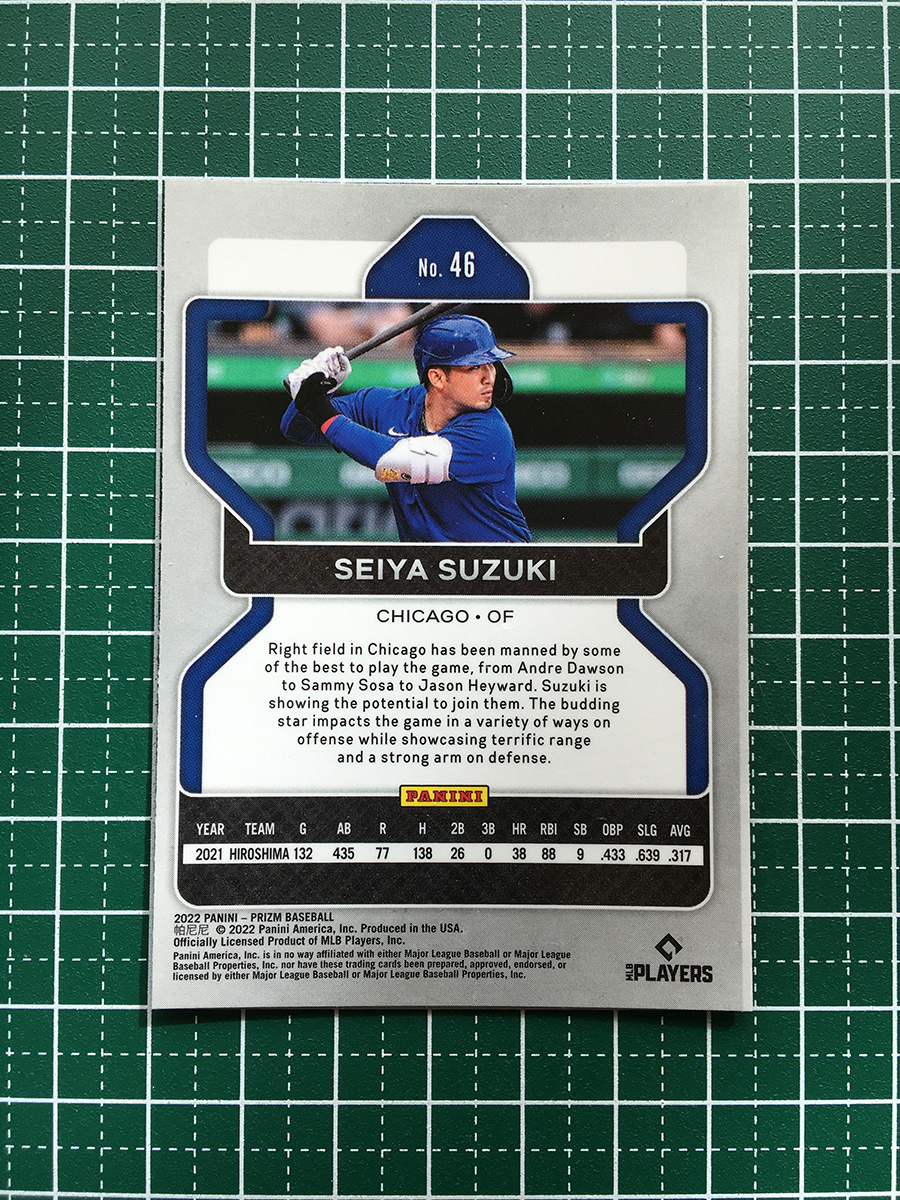 No. 46
SEIYA SUZUKI
CHICAGO • OF
Right field in Chicago has been manned by some
of the best to play the game, from Andre Dawson
to Sammy Sosa to Jason Heyward. Suzuki is
showing the potential to join them. The budding
star impacts the game in a variety of ways on
offense while showcasing terrific range
and a strong arm on defense.
PANINI
YEAR TEAM G AB R H 2B 3B HR RBI SB OBP SLG AVG
2021 HIROSHIMA 132 435 77 138 26 0 38 88 9 .433 .639 .317
2022 PANINI – PRIZM BASEBALL
帕尼尼 © 2022 Panini America, Inc. Produced in the USA.
Officially Licensed Product of MLB Players, Inc.
Panini America, Inc. is in no way affiliated with either Major League Baseball or Major League
Baseball Properties, Inc. nor have these trading cards been prepared, approved, endorsed, or
licensed by either Major League Baseball or Major League Baseball Properties, Inc.
MLB PLAYERS